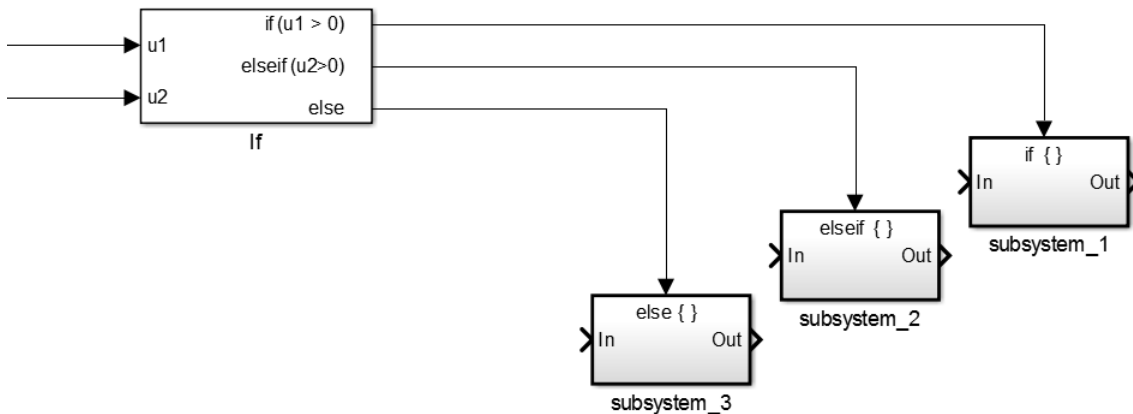 u1
u2
if(u1 > 0)
elseif(u2>0)
else
If
if { }
In Out
subsystem_1
elseif { }
In Out
subsystem_2
else { }
In Out
subsystem_3